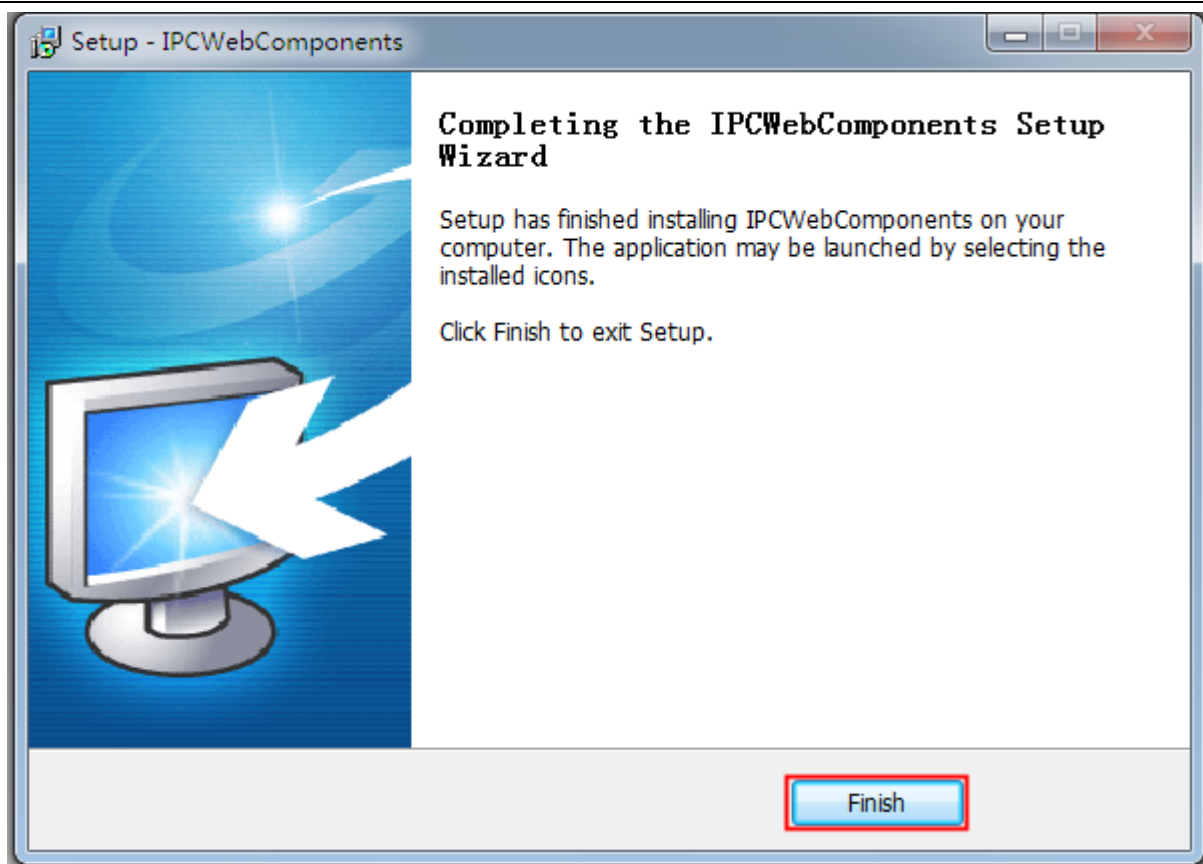 Setup - IPCWebComponents
Completing the IPCWebComponents Setup
Wizard
Setup has finished installing IPCWebComponents on your
computer. The application may be launched by selecting the
installed icons.
Click Finish to exit Setup.
Finish